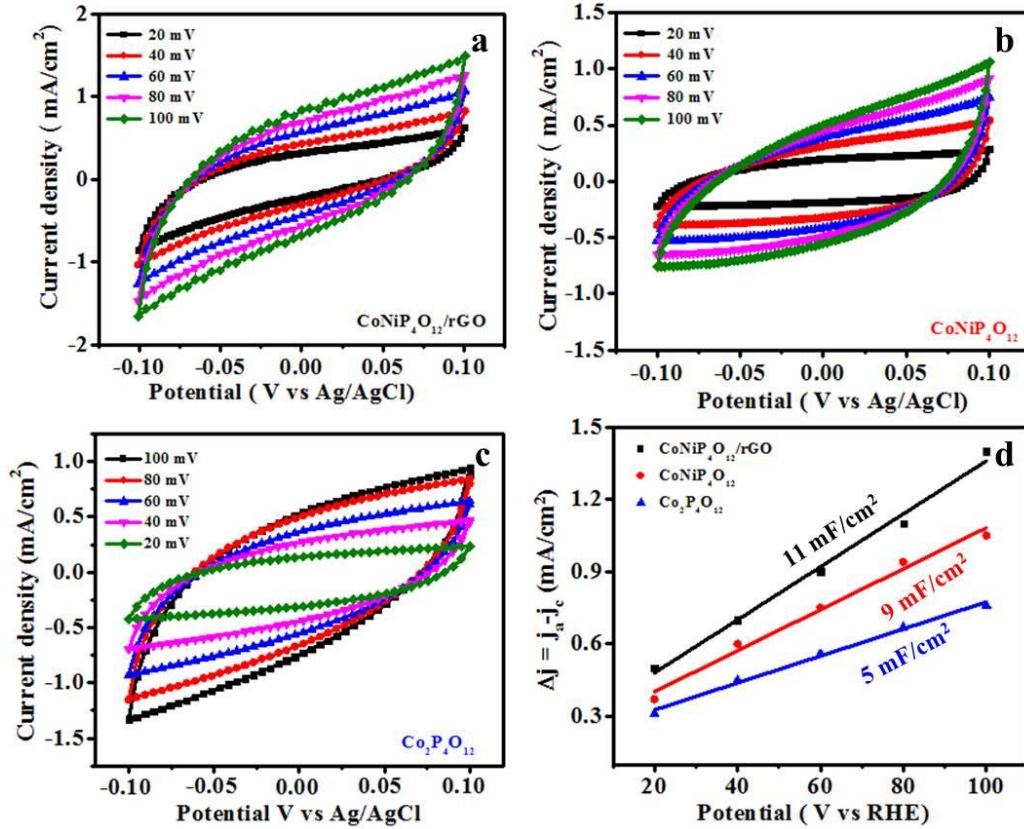 a
20 mV
40 mV
60 mV
80 mV
100 mV
CoNiP₄O₁₂/rGO
2
1
0
-1
-2
Current density ( mA/cm²)
-0.10 -0.05 0.00 0.05 0.10
Potential ( V vs Ag/AgCl)
b
20 mV
40 mV
60 mV
80 mV
100 mV
CoNiP₄O₁₂
1.5
1.0
0.5
0.0
-0.5
-1.0
-1.5
Current density ( mA/cm²)
-0.10 -0.05 0.00 0.05 0.10
Potential ( V vs Ag/AgCl)
c
100 mV
80 mV
60 mV
40 mV
20 mV
Co₂P₄O₁₂
1.0
0.5
0.0
-0.5
-1.0
-1.5
Current density (mA/cm²)
-0.10 -0.05 0.00 0.05 0.10
Potential V vs Ag/AgCl)
d
CoNiP₄O₁₂/rGO
CoNiP₄O₁₂
Co₂P₄O₁₂
11 mF/cm²
9 mF/cm²
5 mF/cm²
1.5
1.2
0.9
0.6
0.3
Δj = jₐ-j꜀ (mA/cm²)
20 40 60 80 100
Potential ( V vs RHE)